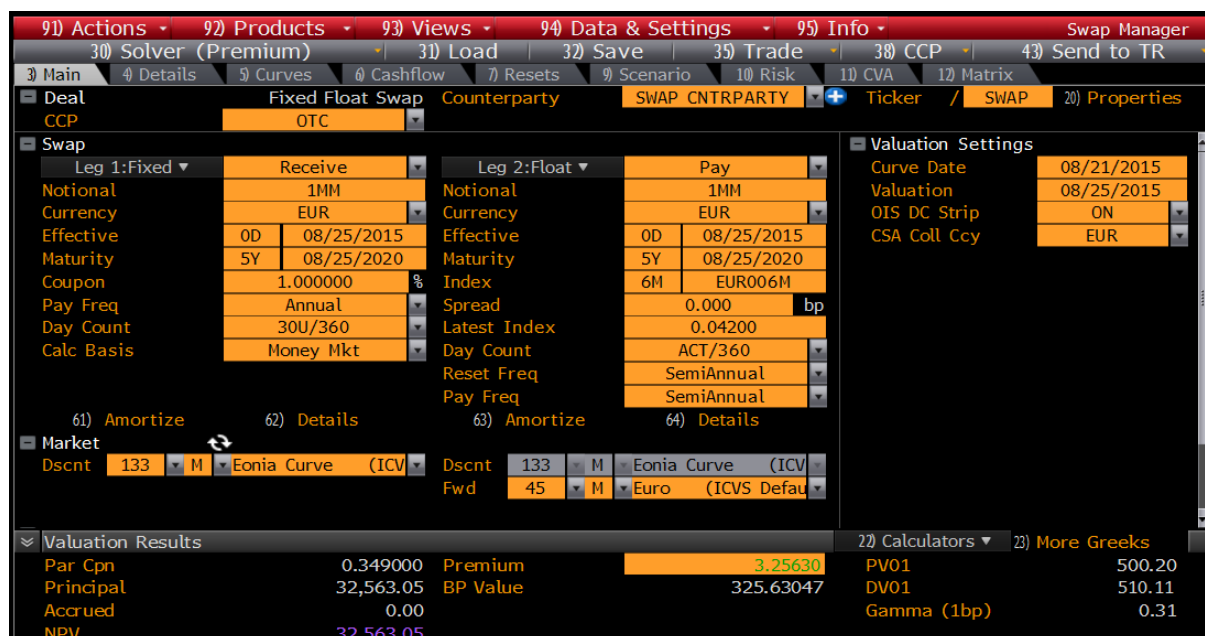 91) Actions 92) Products 93) Views 94) Data & Settings 95) Info Swap Manager
30) Solver (Premium) 31) Load 32) Save 35) Trade 38) CCP 43) Send to TR
3) Main 4) Details 5) Curves 6) Cashflow 7) Resets 9) Scenario 10) Risk 11) CVA 12) Matrix
Deal Fixed Float Swap Counterparty SWAP CNTRPARTY Ticker / SWAP 20) Properties
CCP OTC
Swap Valuation Settings
Leg 1:Fixed Receive Leg 2:Float Pay Curve Date 08/21/2015
Notional 1MM Notional 1MM Valuation 08/25/2015
Currency EUR Currency EUR OIS DC Strip ON
Effective 0D 08/25/2015 Effective 0D 08/25/2015 CSA Coll Ccy EUR
Maturity 5Y 08/25/2020 Maturity 5Y 08/25/2020
Coupon 1.000000 % Index 6M EUR006M
Pay Freq Annual Spread 0.000 bp
Day Count 30U/360 Latest Index 0.04200
Calc Basis Money Mkt Day Count ACT/360
Reset Freq SemiAnnual
Pay Freq SemiAnnual
61) Amortize 62) Details 63) Amortize 64) Details
Market
Dscnt 133 M Eonia Curve (ICV Dscnt 133 M Eonia Curve (ICV
Fwd 45 M Euro (ICVS Defau
Valuation Results 22) Calculators 23) More Greeks
Par Cpn 0.349000 Premium 3.25630 PV01 500.20
Principal 32,563.05 BP Value 325.63047 DV01 510.11
Accrued 0.00 Gamma (1bp) 0.31
NPV 32,563.05